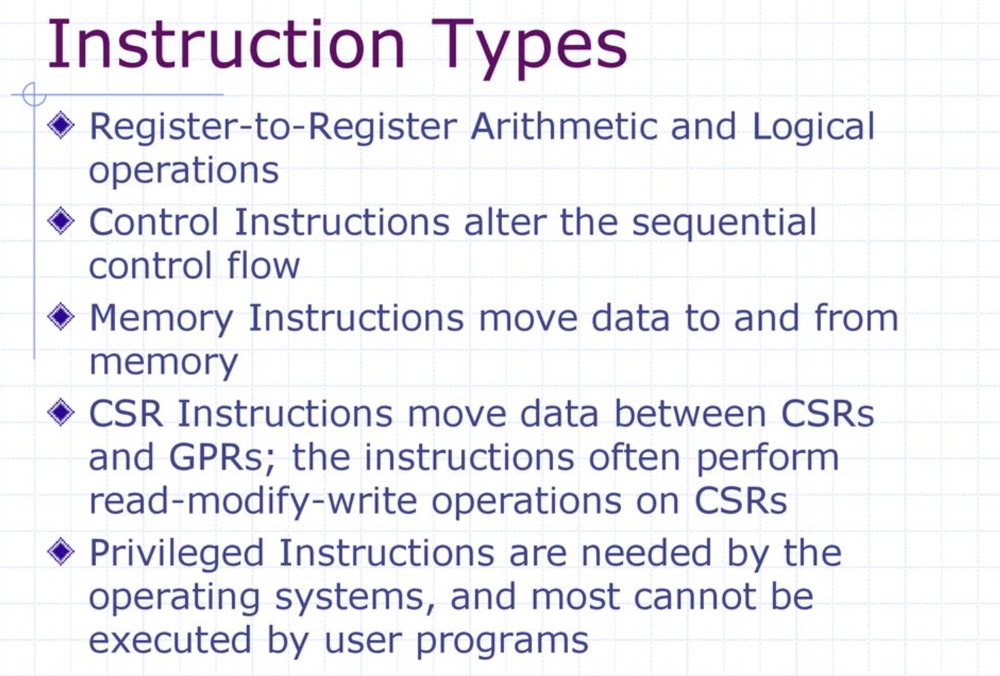 Instruction Types
Register-to-Register Arithmetic and Logical
operations
Control Instructions alter the sequential
control flow
Memory Instructions move data to and from
memory
CSR Instructions move data between CSRs
and GPRs; the instructions often perform
read-modify-write operations on CSRs
Privileged Instructions are needed by the
operating systems, and most cannot be
executed by user programs